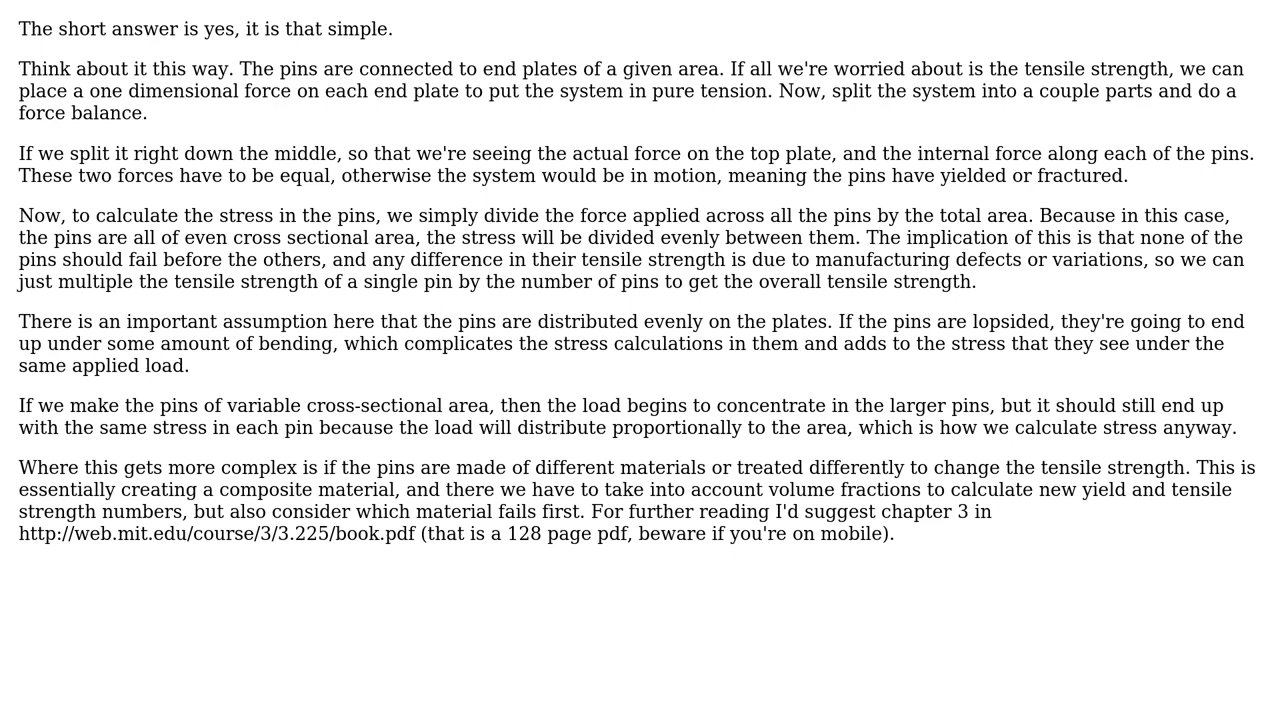 The short answer is yes, it is that simple.
Think about it this way. The pins are connected to end plates of a given area. If all we're worried about is the tensile strength, we can
place a one dimensional force on each end plate to put the system in pure tension. Now, split the system into a couple parts and do a
force balance.
If we split it right down the middle, so that we're seeing the actual force on the top plate, and the internal force along each of the pins.
These two forces have to be equal, otherwise the system would be in motion, meaning the pins have yielded or fractured.
Now, to calculate the stress in the pins, we simply divide the force applied across all the pins by the total area. Because in this case,
the pins are all of even cross sectional area, the stress will be divided evenly between them. The implication of this is that none of the
pins should fail before the others, and any difference in their tensile strength is due to manufacturing defects or variations, so we can
just multiple the tensile strength of a single pin by the number of pins to get the overall tensile strength.
There is an important assumption here that the pins are distributed evenly on the plates. If the pins are lopsided, they're going to end
up under some amount of bending, which complicates the stress calculations in them and adds to the stress that they see under the
same applied load.
If we make the pins of variable cross-sectional area, then the load begins to concentrate in the larger pins, but it should still end up
with the same stress in each pin because the load will distribute proportionally to the area, which is how we calculate stress anyway.
Where this gets more complex is if the pins are made of different materials or treated differently to change the tensile strength. This is
essentially creating a composite material, and there we have to take into account volume fractions to calculate new yield and tensile
strength numbers, but also consider which material fails first. For further reading I'd suggest chapter 3 in
http://web.mit.edu/course/3/3.225/book.pdf (that is a 128 page pdf, beware if you're on mobile).